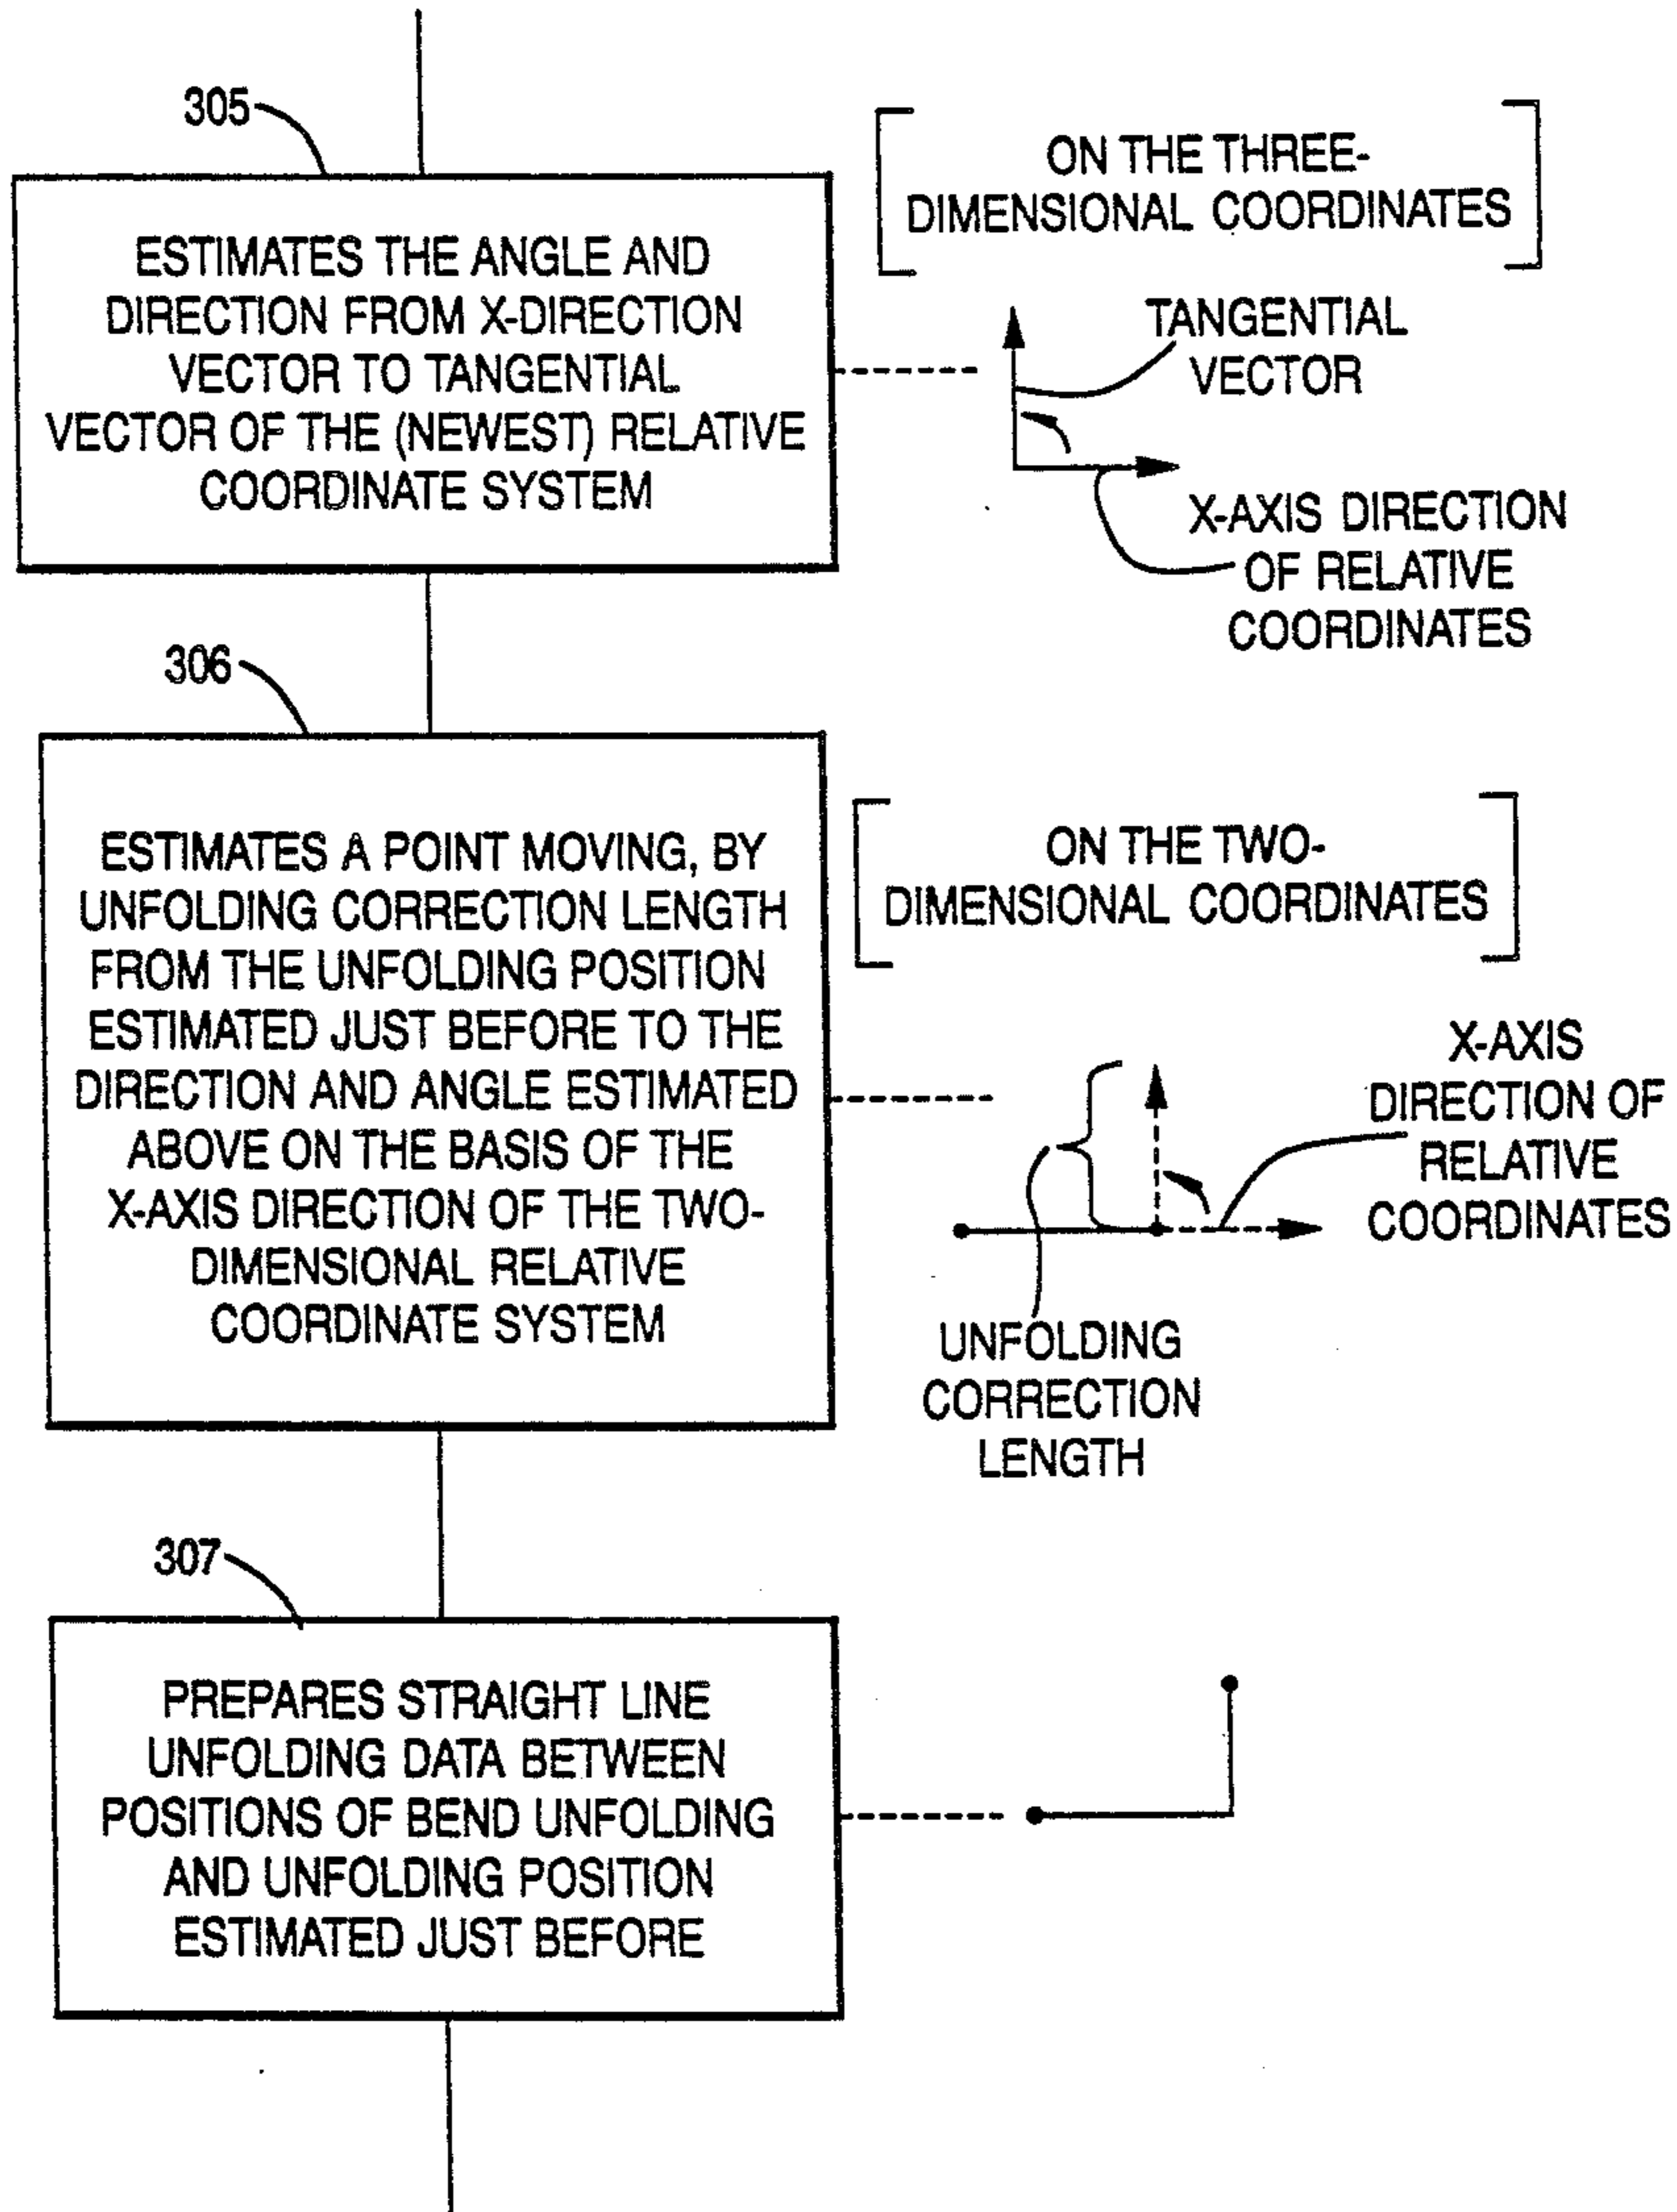 305
ESTIMATES THE ANGLE AND
DIRECTION FROM X-DIRECTION
VECTOR TO TANGENTIAL
VECTOR OF THE (NEWEST) RELATIVE
COORDINATE SYSTEM
ON THE THREE-
DIMENSIONAL COORDINATES
TANGENTIAL
VECTOR
X-AXIS DIRECTION
OF RELATIVE
COORDINATES
306
ESTIMATES A POINT MOVING, BY
UNFOLDING CORRECTION LENGTH
FROM THE UNFOLDING POSITION
ESTIMATED JUST BEFORE TO THE
DIRECTION AND ANGLE ESTIMATED
ABOVE ON THE BASIS OF THE
X-AXIS DIRECTION OF THE TWO-
DIMENSIONAL RELATIVE
COORDINATE SYSTEM
ON THE TWO-
DIMENSIONAL COORDINATES
X-AXIS
DIRECTION OF
RELATIVE
COORDINATES
UNFOLDING
CORRECTION
LENGTH
307
PREPARES STRAIGHT LINE
UNFOLDING DATA BETWEEN
POSITIONS OF BEND UNFOLDING
AND UNFOLDING POSITION
ESTIMATED JUST BEFORE